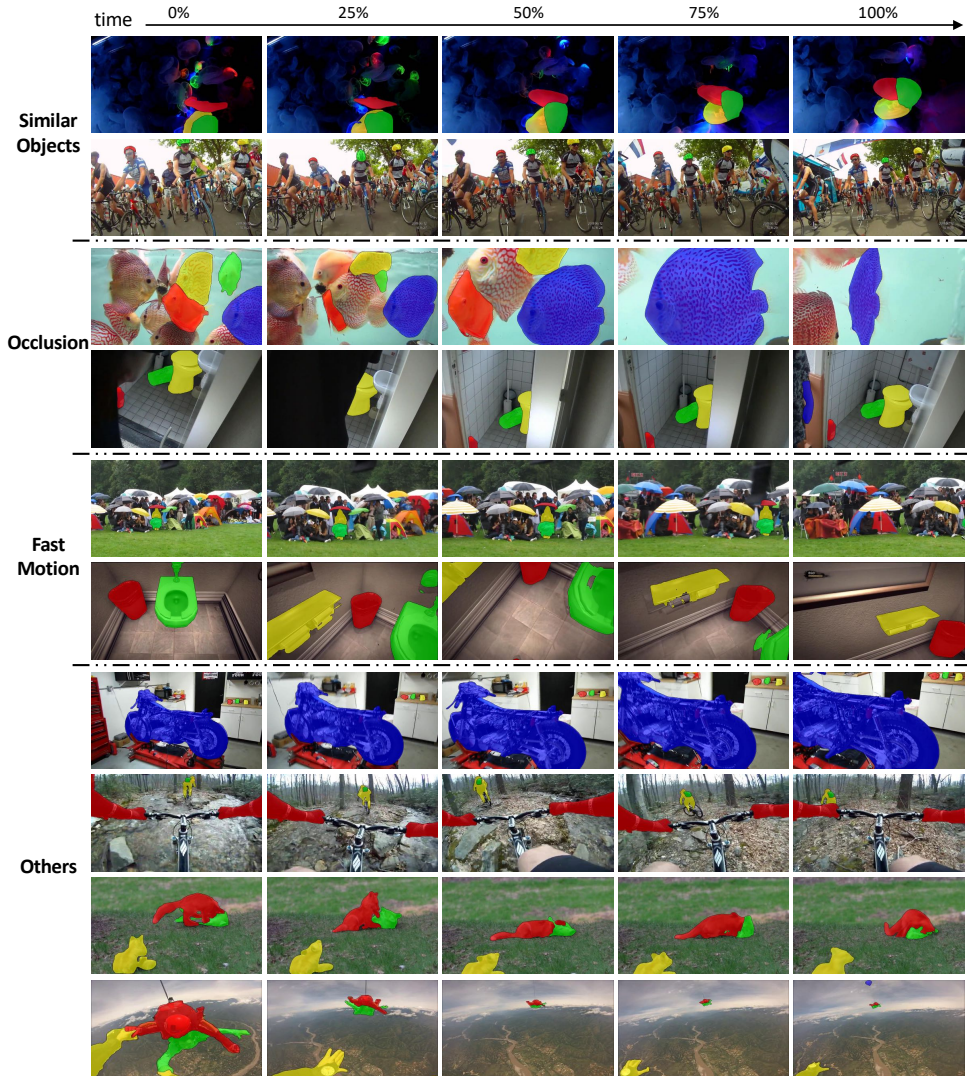 time 0% 25% 50% 75% 100%
Similar
Objects
Occlusion
Fast
Motion
Others